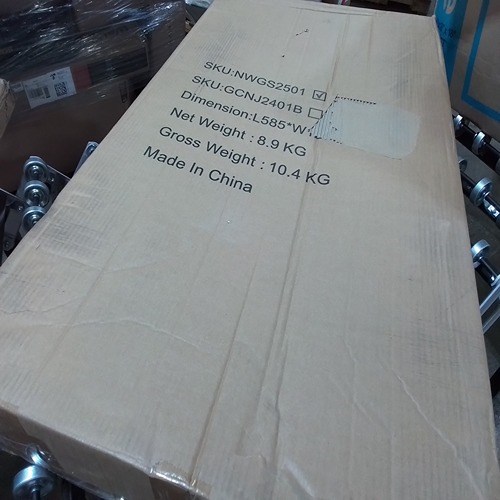 SKU:NWGS2501 ☑
SKU:GCNJ2401B ☐
Dimension:L585*W*
Net Weight : 8.9 KG
Gross Weight : 10.4 KG
Made In China